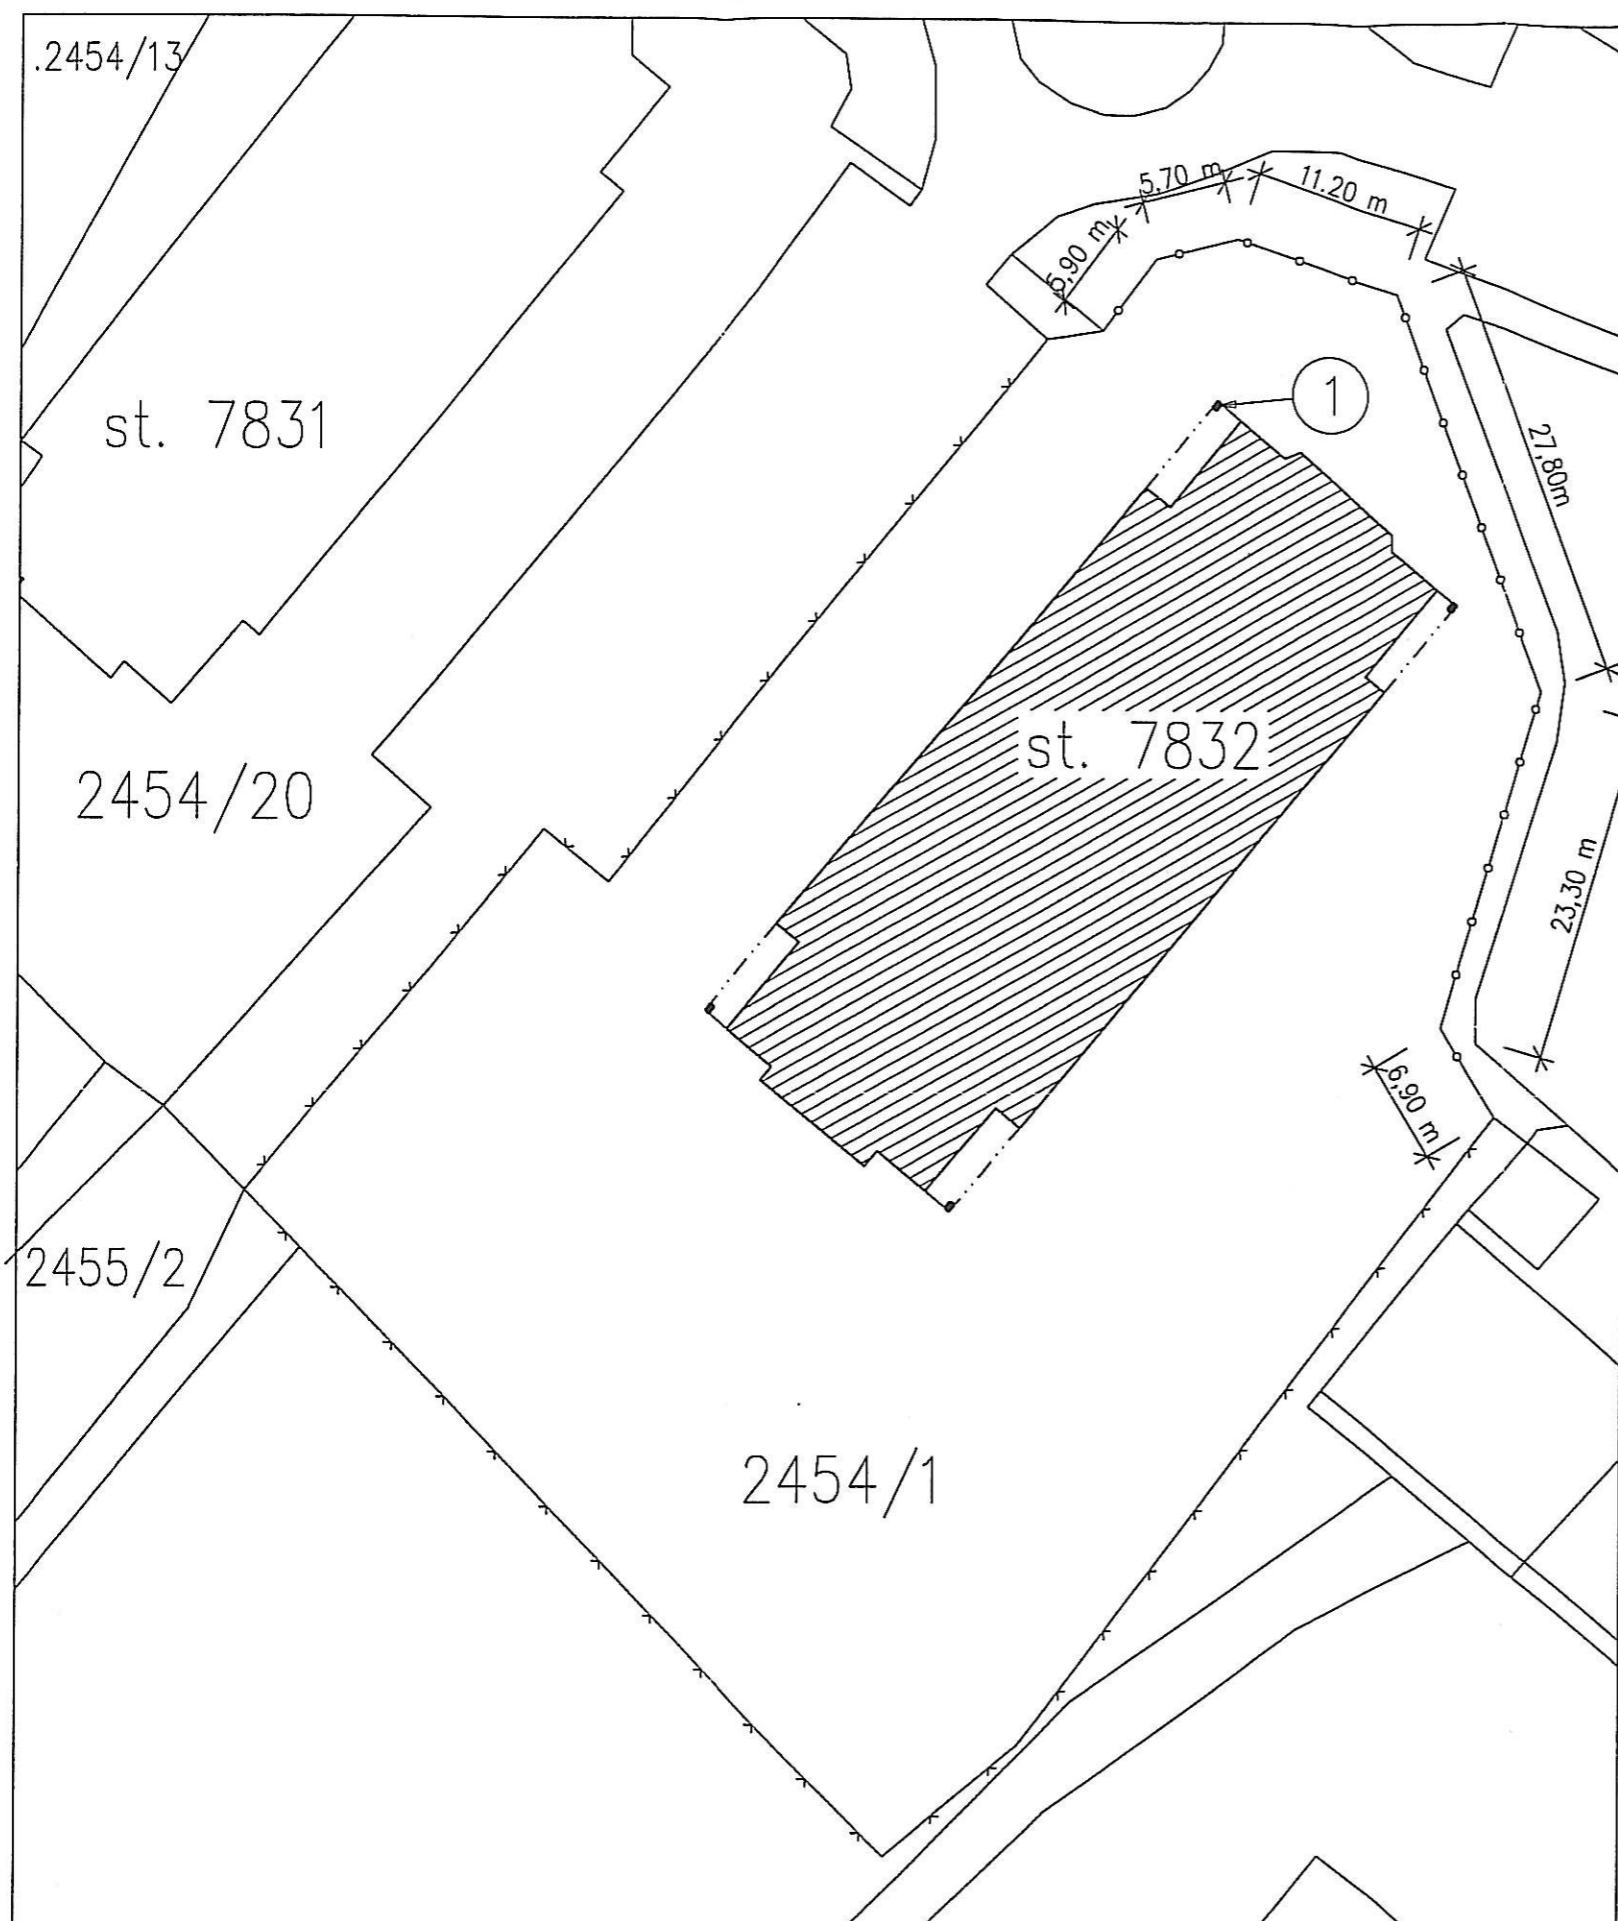 .2454/13
5,70 m
11.20 m
5,90 m
1
st. 7831
27,80m
st. 7832
2454/20
23,30 m
6,90 m
2455/2
2454/1